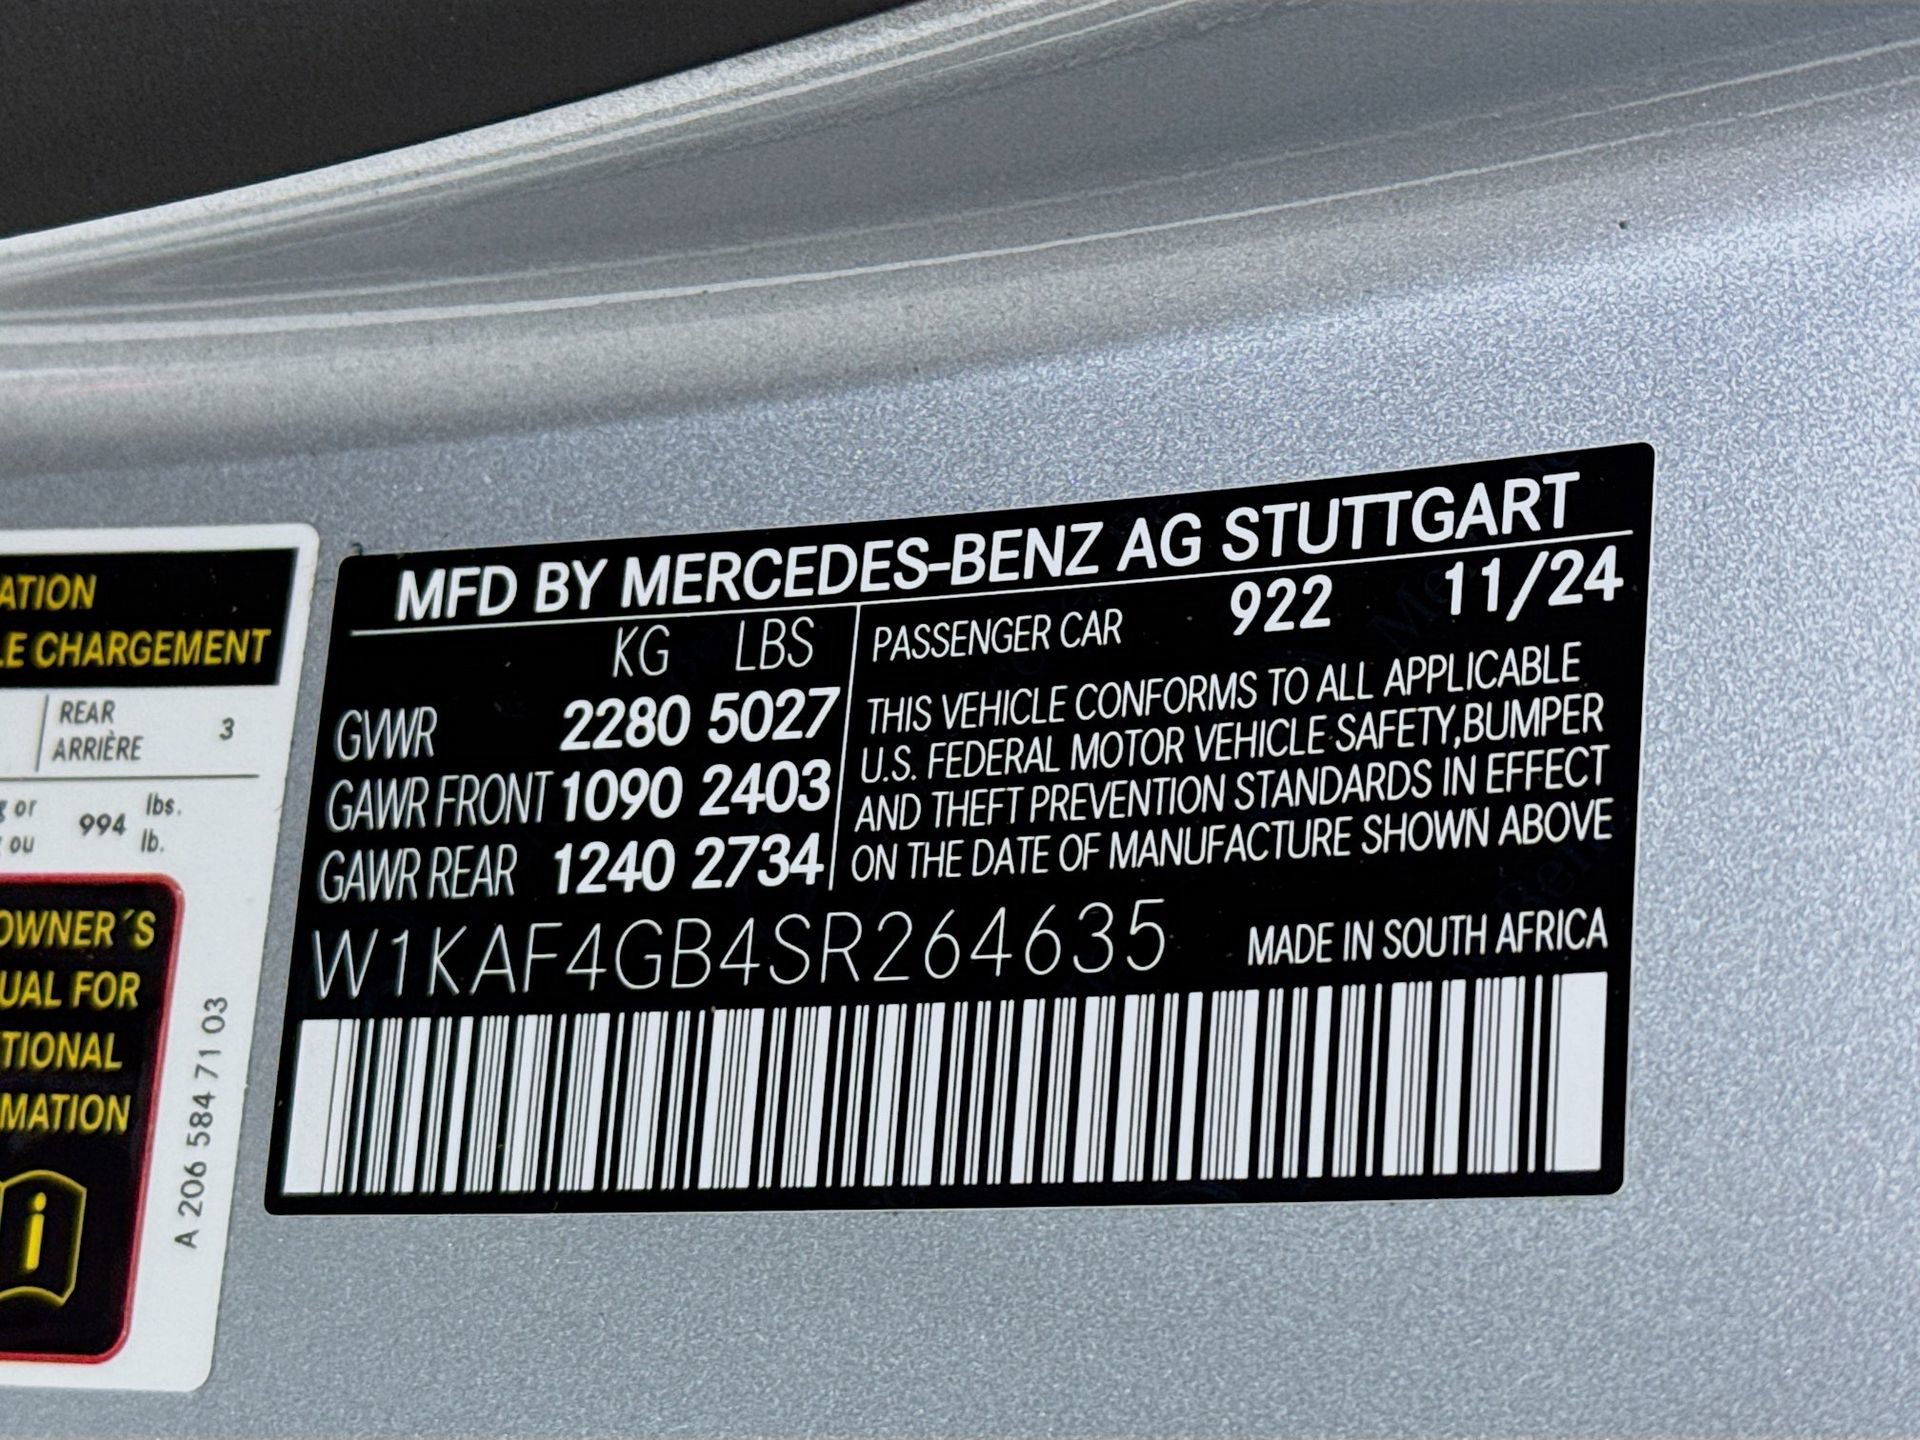 ATION
LE CHARGEMENT
REAR
ARRIÈRE 3
g or 994 lbs.
ou lb.
OWNER´S
UAL FOR
TIONAL
MATION
i
A 206 584 71 03
MFD BY MERCEDES-BENZ AG STUTTGART
KG LBS
GVWR 2280 5027
GAWR FRONT 1090 2403
GAWR REAR 1240 2734
PASSENGER CAR 922 11/24
THIS VEHICLE CONFORMS TO ALL APPLICABLE
U.S. FEDERAL MOTOR VEHICLE SAFETY,BUMPER
AND THEFT PREVENTION STANDARDS IN EFFECT
ON THE DATE OF MANUFACTURE SHOWN ABOVE
W1KAF4GB4SR264635 MADE IN SOUTH AFRICA